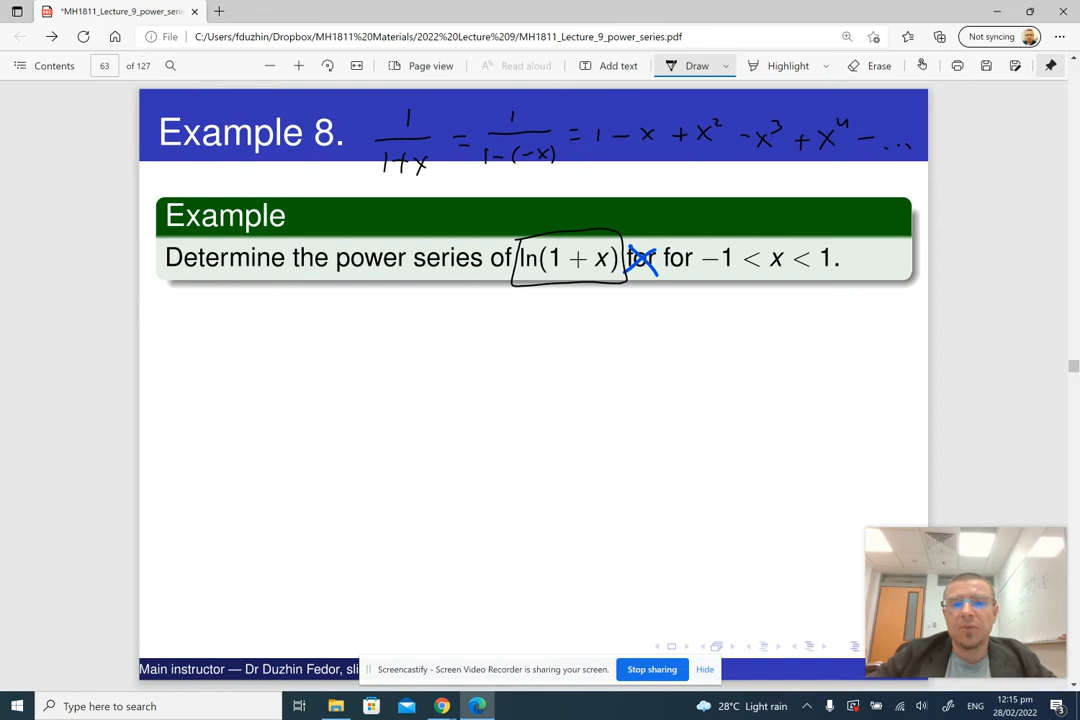 *MH1811_Lecture_9_power_serie
File C:/Users/fduzhin/Dropbox/MH1811%20Materials/2022%20Lecture%209/MH1811_Lecture_9_power_series.pdf
Not syncing
Contents 63 of 127 Page view Read aloud Add text Draw Highlight Erase
Example 8. 1/(1+x) = 1/(1-(-x)) = 1 - x + x² - x³ + x⁴ - ...
Example
Determine the power series of ln(1 + x) for for −1 < x < 1.
Main instructor — Dr Duzhin Fedor, sli
Screencastify - Screen Video Recorder is sharing your screen. Stop sharing Hide
Type here to search
28°C Light rain
ENG
12:15 pm
28/02/2022
3